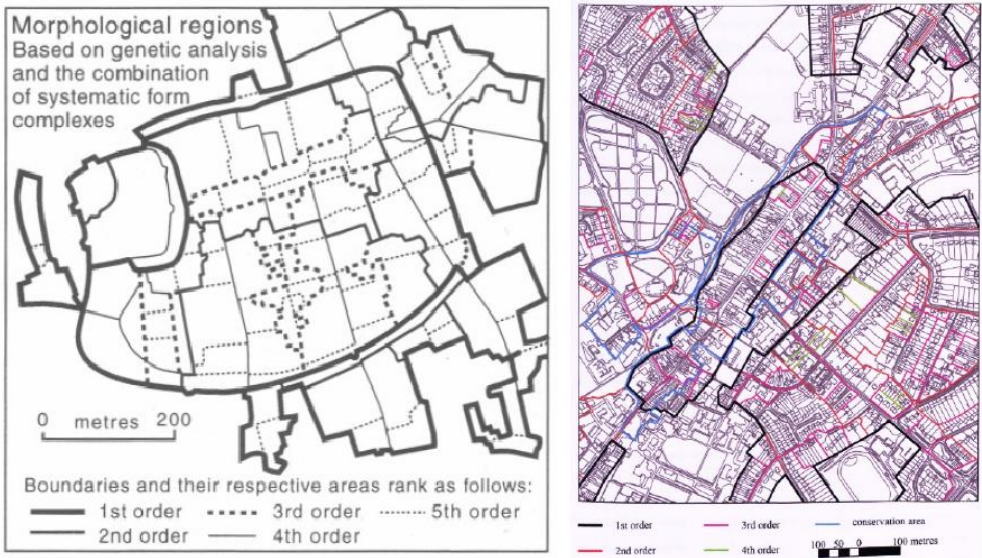 Morphological regions
Based on genetic analysis
and the combination
of systematic form
complexes
0 metres 200
Boundaries and their respective areas rank as follows:
1st order 3rd order 5th order
2nd order 4th order
1st order 3rd order conservation area
2nd order 4th order 100 50 0 100 metres